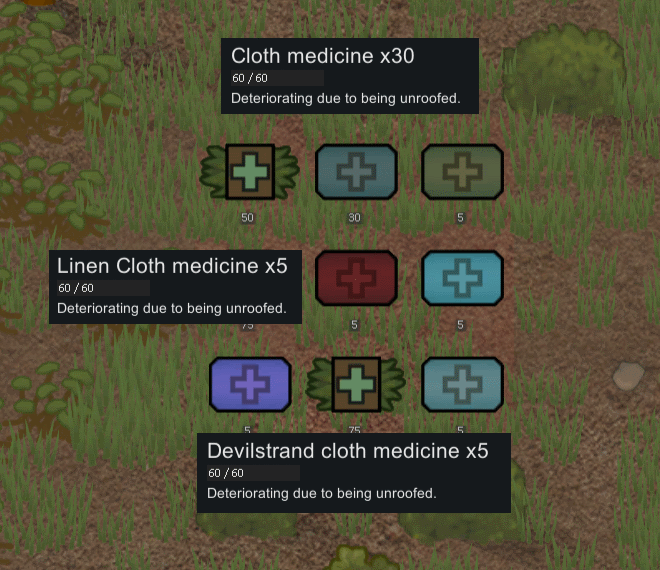 Cloth medicine x30
60 / 60
Deteriorating due to being unroofed.
50
30
5
Linen Cloth medicine x5
60 / 60
Deteriorating due to being unroofed.
75
5
5
5
75
5
Devilstrand cloth medicine x5
60 / 60
Deteriorating due to being unroofed.